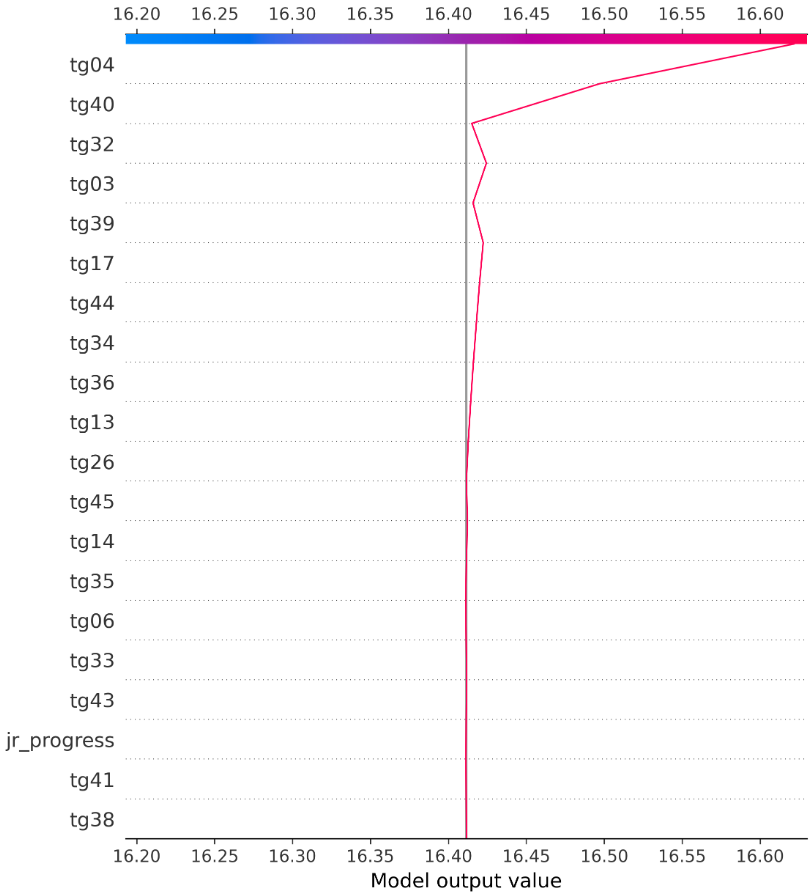 16.20 16.25 16.30 16.35 16.40 16.45 16.50 16.55 16.60
tg04
tg40
tg32
tg03
tg39
tg17
tg44
tg34
tg36
tg13
tg26
tg45
tg14
tg35
tg06
tg33
tg43
jr_progress
tg41
tg38
16.20 16.25 16.30 16.35 16.40 16.45 16.50 16.55 16.60
Model output value